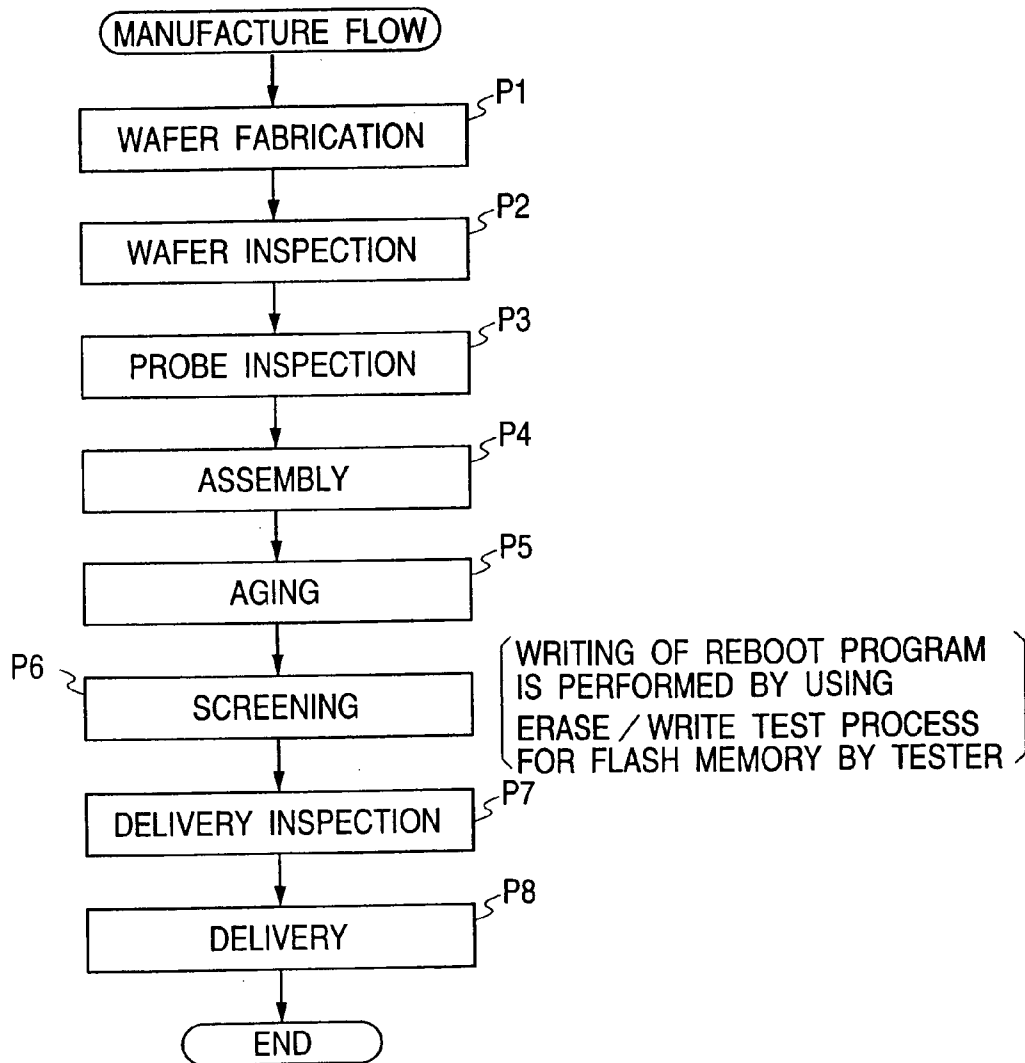 MANUFACTURE FLOW
P1
WAFER FABRICATION
P2
WAFER INSPECTION
P3
PROBE INSPECTION
P4
ASSEMBLY
P5
AGING
P6
SCREENING
WRITING OF REBOOT PROGRAM
IS PERFORMED BY USING
ERASE / WRITE TEST PROCESS
FOR FLASH MEMORY BY TESTER
P7
DELIVERY INSPECTION
P8
DELIVERY
END